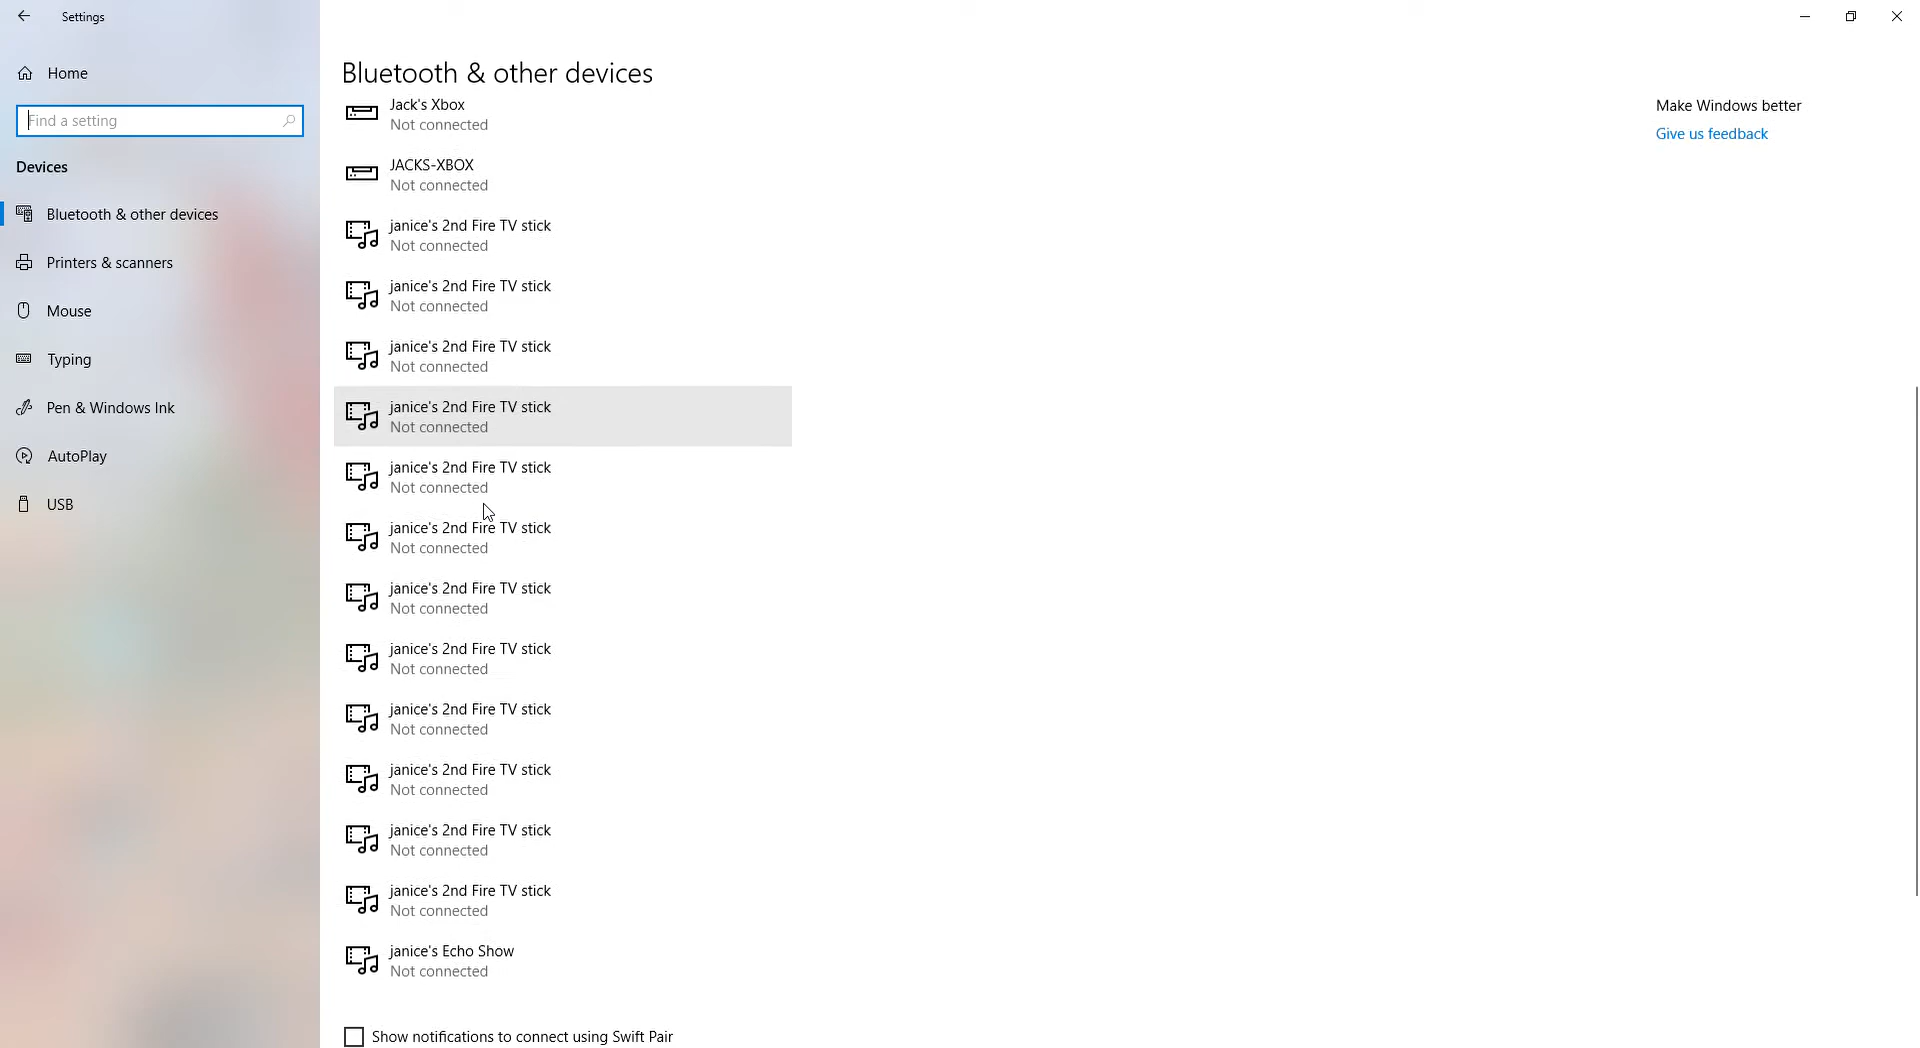 Settings
Home
Find a setting
Devices
Bluetooth & other devices
Printers & scanners
Mouse
Typing
Pen & Windows Ink
AutoPlay
USB
Bluetooth & other devices
Jack's Xbox
Not connected
JACKS-XBOX
Not connected
janice's 2nd Fire TV stick
Not connected
janice's 2nd Fire TV stick
Not connected
janice's 2nd Fire TV stick
Not connected
janice's 2nd Fire TV stick
Not connected
janice's 2nd Fire TV stick
Not connected
janice's 2nd Fire TV stick
Not connected
janice's 2nd Fire TV stick
Not connected
janice's 2nd Fire TV stick
Not connected
janice's 2nd Fire TV stick
Not connected
janice's 2nd Fire TV stick
Not connected
janice's 2nd Fire TV stick
Not connected
janice's 2nd Fire TV stick
Not connected
janice's Echo Show
Not connected
Show notifications to connect using Swift Pair
Make Windows better
Give us feedback